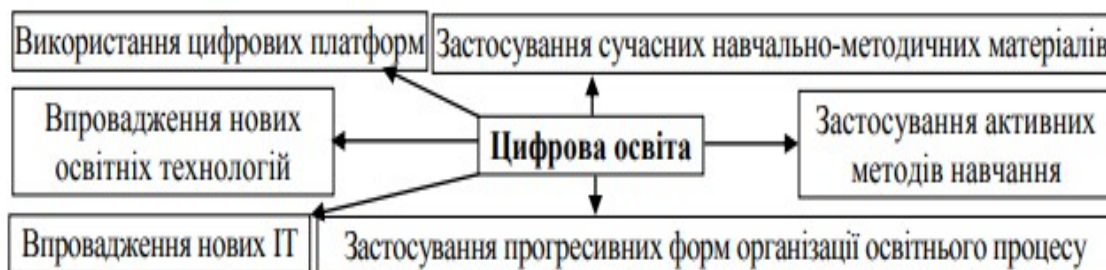 Використання цифрових платформ
Застосування сучасних навчально-методичних матеріалів
Впровадження нових
освітніх технологій
Цифрова освіта
Застосування активних
методів навчання
Впровадження нових ІТ
Застосування прогресивних форм організації освітнього процесу